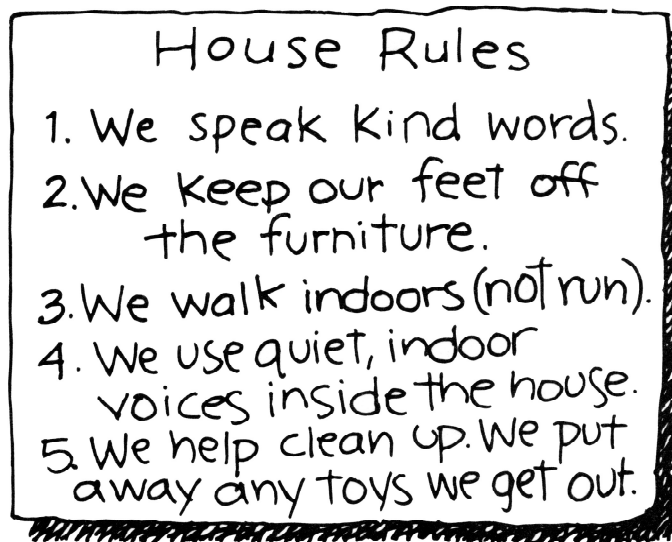 House Rules
1. We speak kind words.
2. We keep our feet off
the furniture.
3. We walk indoors (not run).
4. We use quiet, indoor
voices inside the house.
5. We help clean up. We put
away any toys we get out.